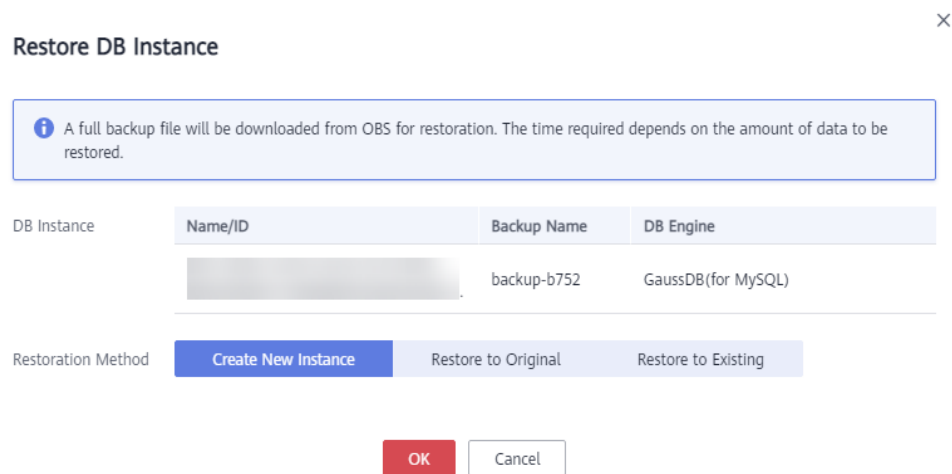 Restore DB Instance
A full backup file will be downloaded from OBS for restoration. The time required depends on the amount of data to be
restored.
DB Instance Name/ID Backup Name DB Engine
backup-b752 GaussDB(for MySQL)
Restoration Method Create New Instance Restore to Original Restore to Existing
OK Cancel